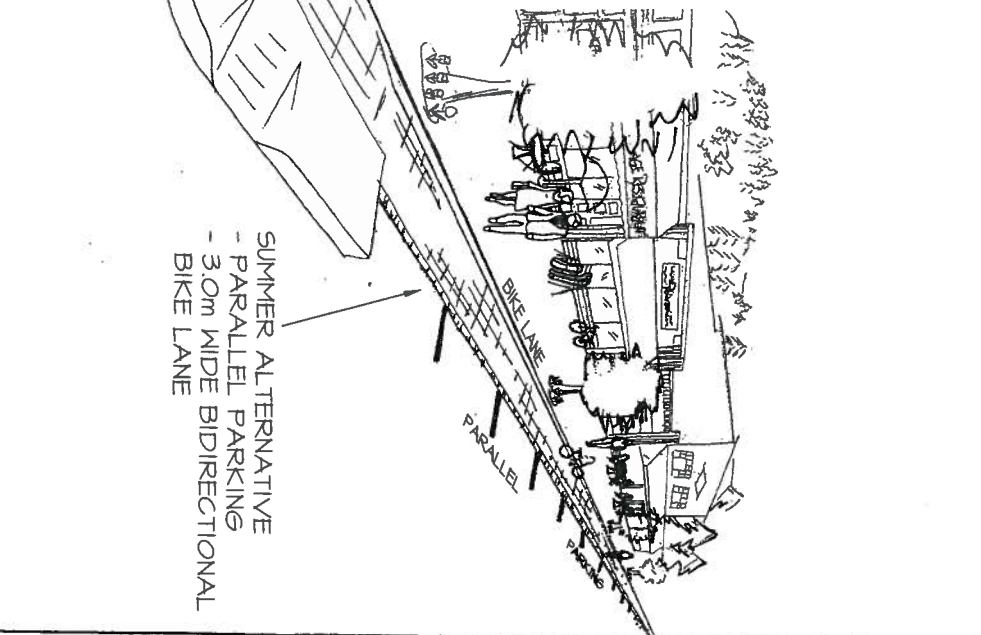 SUMMER ALTERNATIVE
- PARALLEL PARKING
- 3.0m WIDE BIDIRECTIONAL
BIKE LANE
BIKE LANE
PARALLEL
PARKING